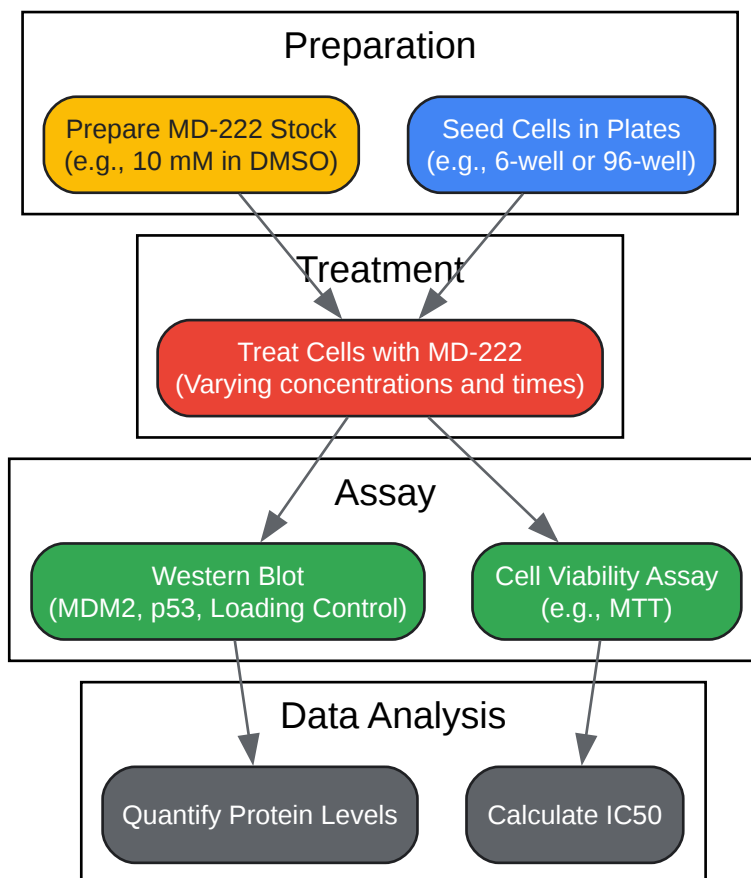 Preparation
Prepare MD-222 Stock
(e.g., 10 mM in DMSO)
Seed Cells in Plates
(e.g., 6-well or 96-well)
Treatment
Treat Cells with MD-222
(Varying concentrations and times)
Assay
Western Blot
(MDM2, p53, Loading Control)
Cell Viability Assay
(e.g., MTT)
Data Analysis
Quantify Protein Levels
Calculate IC50